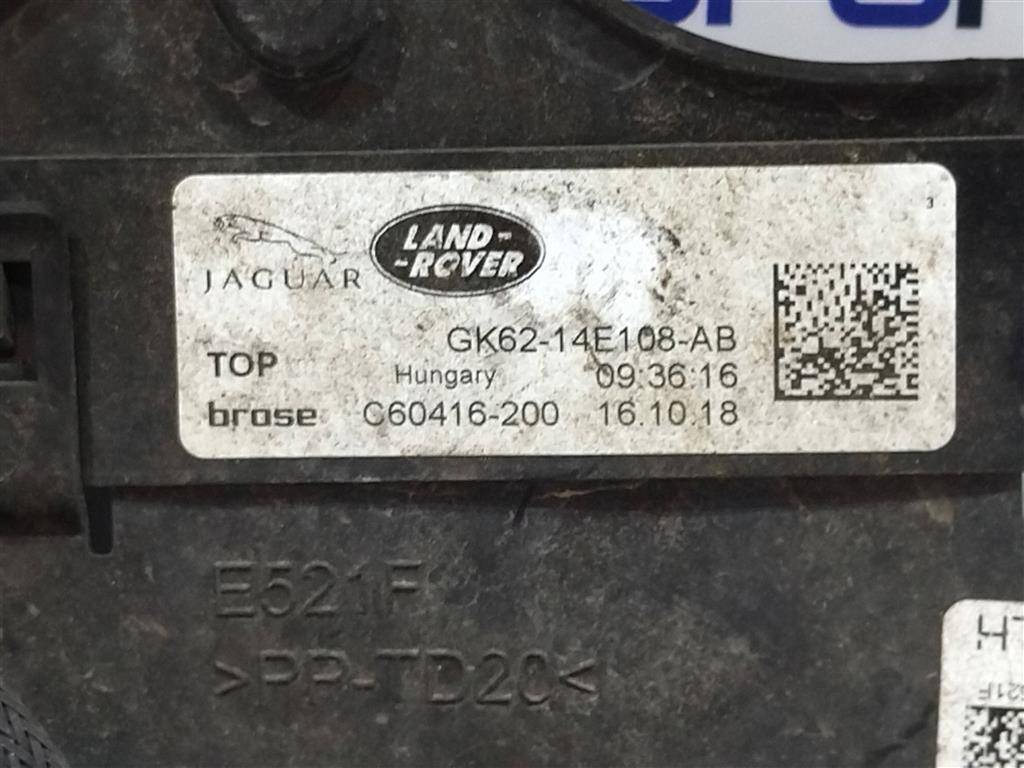 3
JAGUAR
LAND-
-ROVER
GK62-14E108-AB
TOP
Hungary 09:36:16
brose C60416-200 16.10.18
E521F
>PP-TD20<